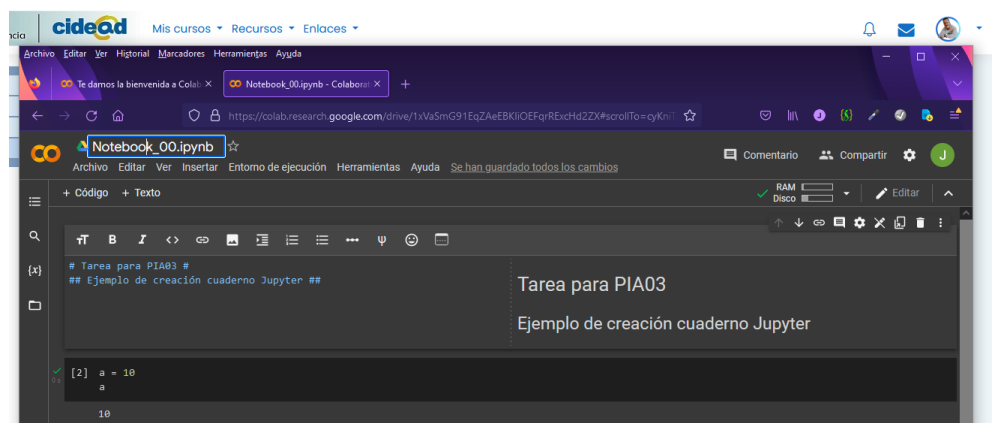 ncia cidead Mis cursos Recursos Enlaces
Archivo Editar Ver Historial Marcadores Herramientas Ayuda
Te damos la bienvenida a Colab Notebook_00.ipynb - Colaborat
https://colab.research.google.com/drive/1xVaSmG91EqZAeEBKIiOEFqrRExcHd2ZX#scrollTo=cyKni
Notebook_00.ipynb
Comentario Compartir J
Archivo Editar Ver Insertar Entorno de ejecución Herramientas Ayuda Se han guardado todos los cambios
+ Código + Texto
RAM
Disco
Editar
# Tarea para PIA03 #
## Ejemplo de creación cuaderno Jupyter ##
Tarea para PIA03
Ejemplo de creación cuaderno Jupyter
[2] a = 10
0 s
a
10